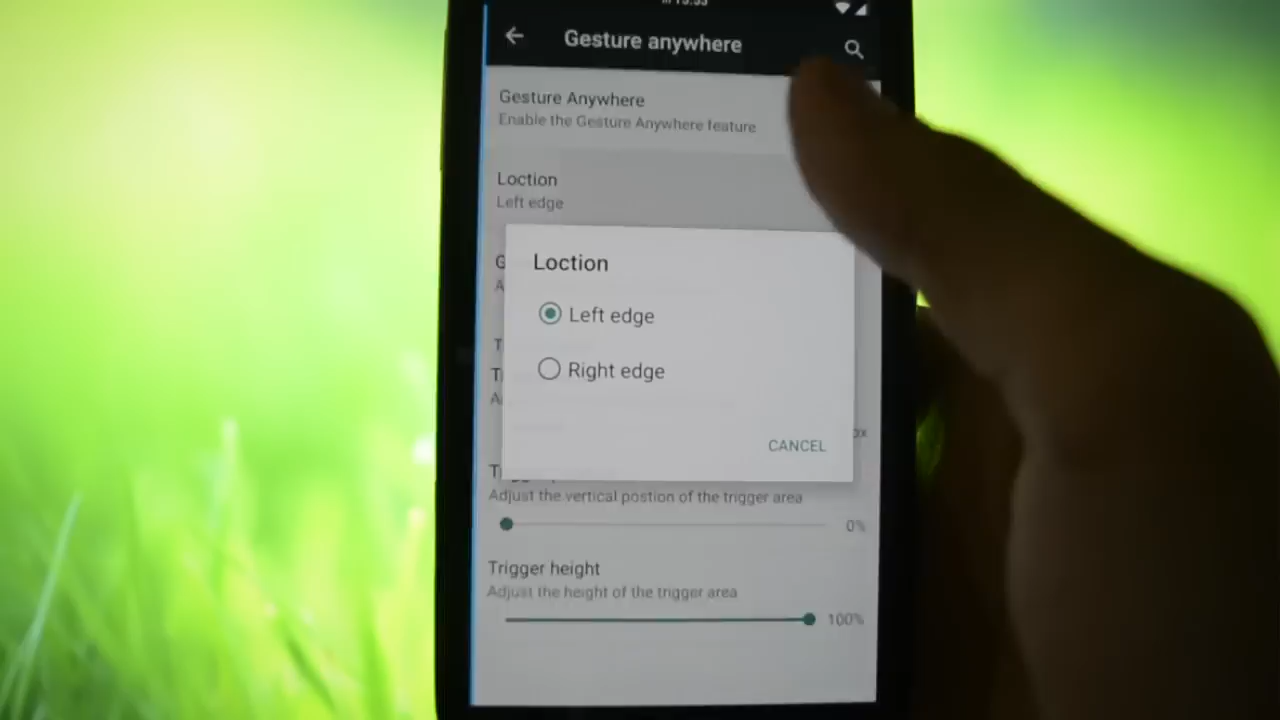 Gesture anywhere
Gesture Anywhere
Enable the Gesture Anywhere feature
Loction
Left edge
Loction
Left edge
Right edge
CANCEL
Adjust the vertical postion of the trigger area
0%
Trigger height
Adjust the height of the trigger area
100%